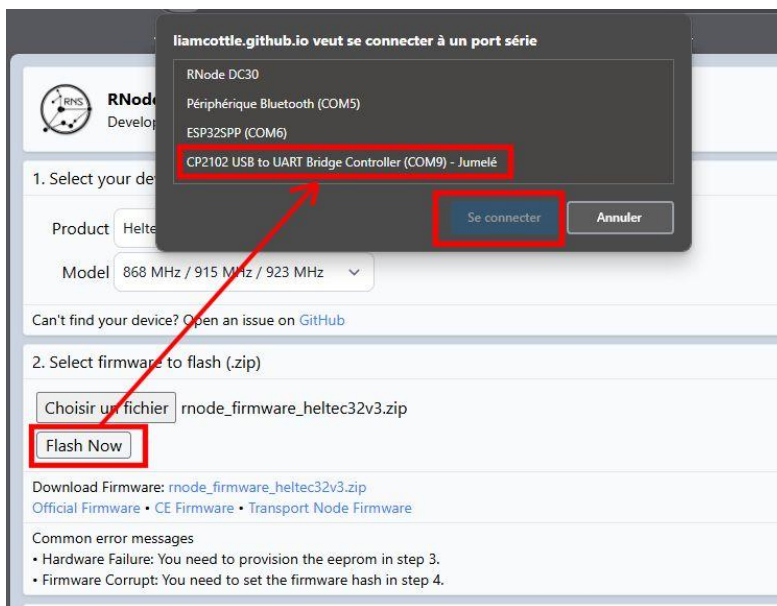 liamcottle.github.io veut se connecter à un port série
RNode DC30
Périphérique Bluetooth (COM5)
ESP32SPP (COM6)
CP2102 USB to UART Bridge Controller (COM9) - Jumelé
Se connecter
Annuler
RNS
RNod
Develop
1. Select your de
Product
Helte
Model
868 MHz / 915 MHz / 923 MHz
Can't find your device? Open an issue on GitHub
2. Select firmware to flash (.zip)
Choisir un fichier rnode_firmware_heltec32v3.zip
Flash Now
Download Firmware: rnode_firmware_heltec32v3.zip
Official Firmware • CE Firmware • Transport Node Firmware
Common error messages
• Hardware Failure: You need to provision the eeprom in step 3.
• Firmware Corrupt: You need to set the firmware hash in step 4.